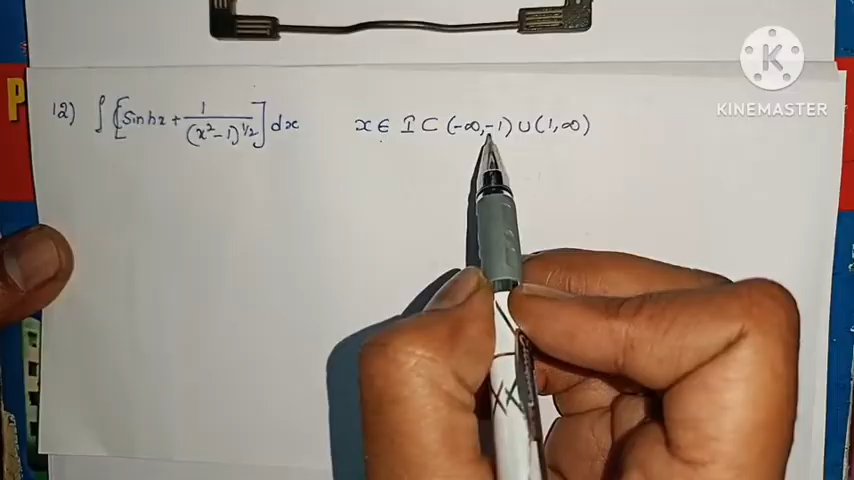 P
K
KINEMASTER
12) ∫ [sinhx + 1/(x² - 1)^{1/2}] dx    x ∈ I ⊂ (-∞, -1) ∪ (1, ∞)